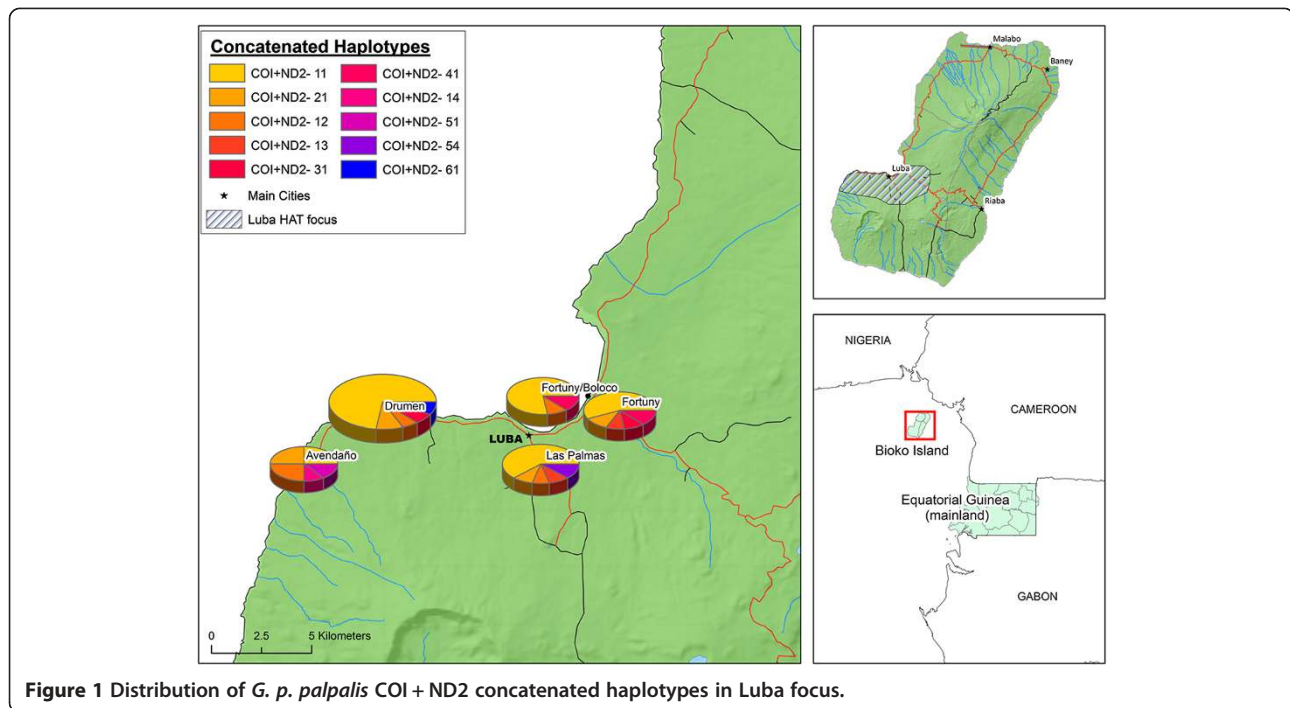 Concatenated Haplotypes
COI+ND2- 11
COI+ND2- 21
COI+ND2- 12
COI+ND2- 13
COI+ND2- 31
COI+ND2- 41
COI+ND2- 14
COI+ND2- 51
COI+ND2- 54
COI+ND2- 61
Main Cities
Luba HAT focus
Drumen
Fortuny/Boloco
Fortuny
LUBA
Avendaño
Las Palmas
0 2.5 5 Kilometers
Malabo
Baney
Luba
Riaba
NIGERIA
CAMEROON
Bioko Island
Equatorial Guinea
(mainland)
GABON
Figure 1 Distribution of G. p. palpalis COI + ND2 concatenated haplotypes in Luba focus.